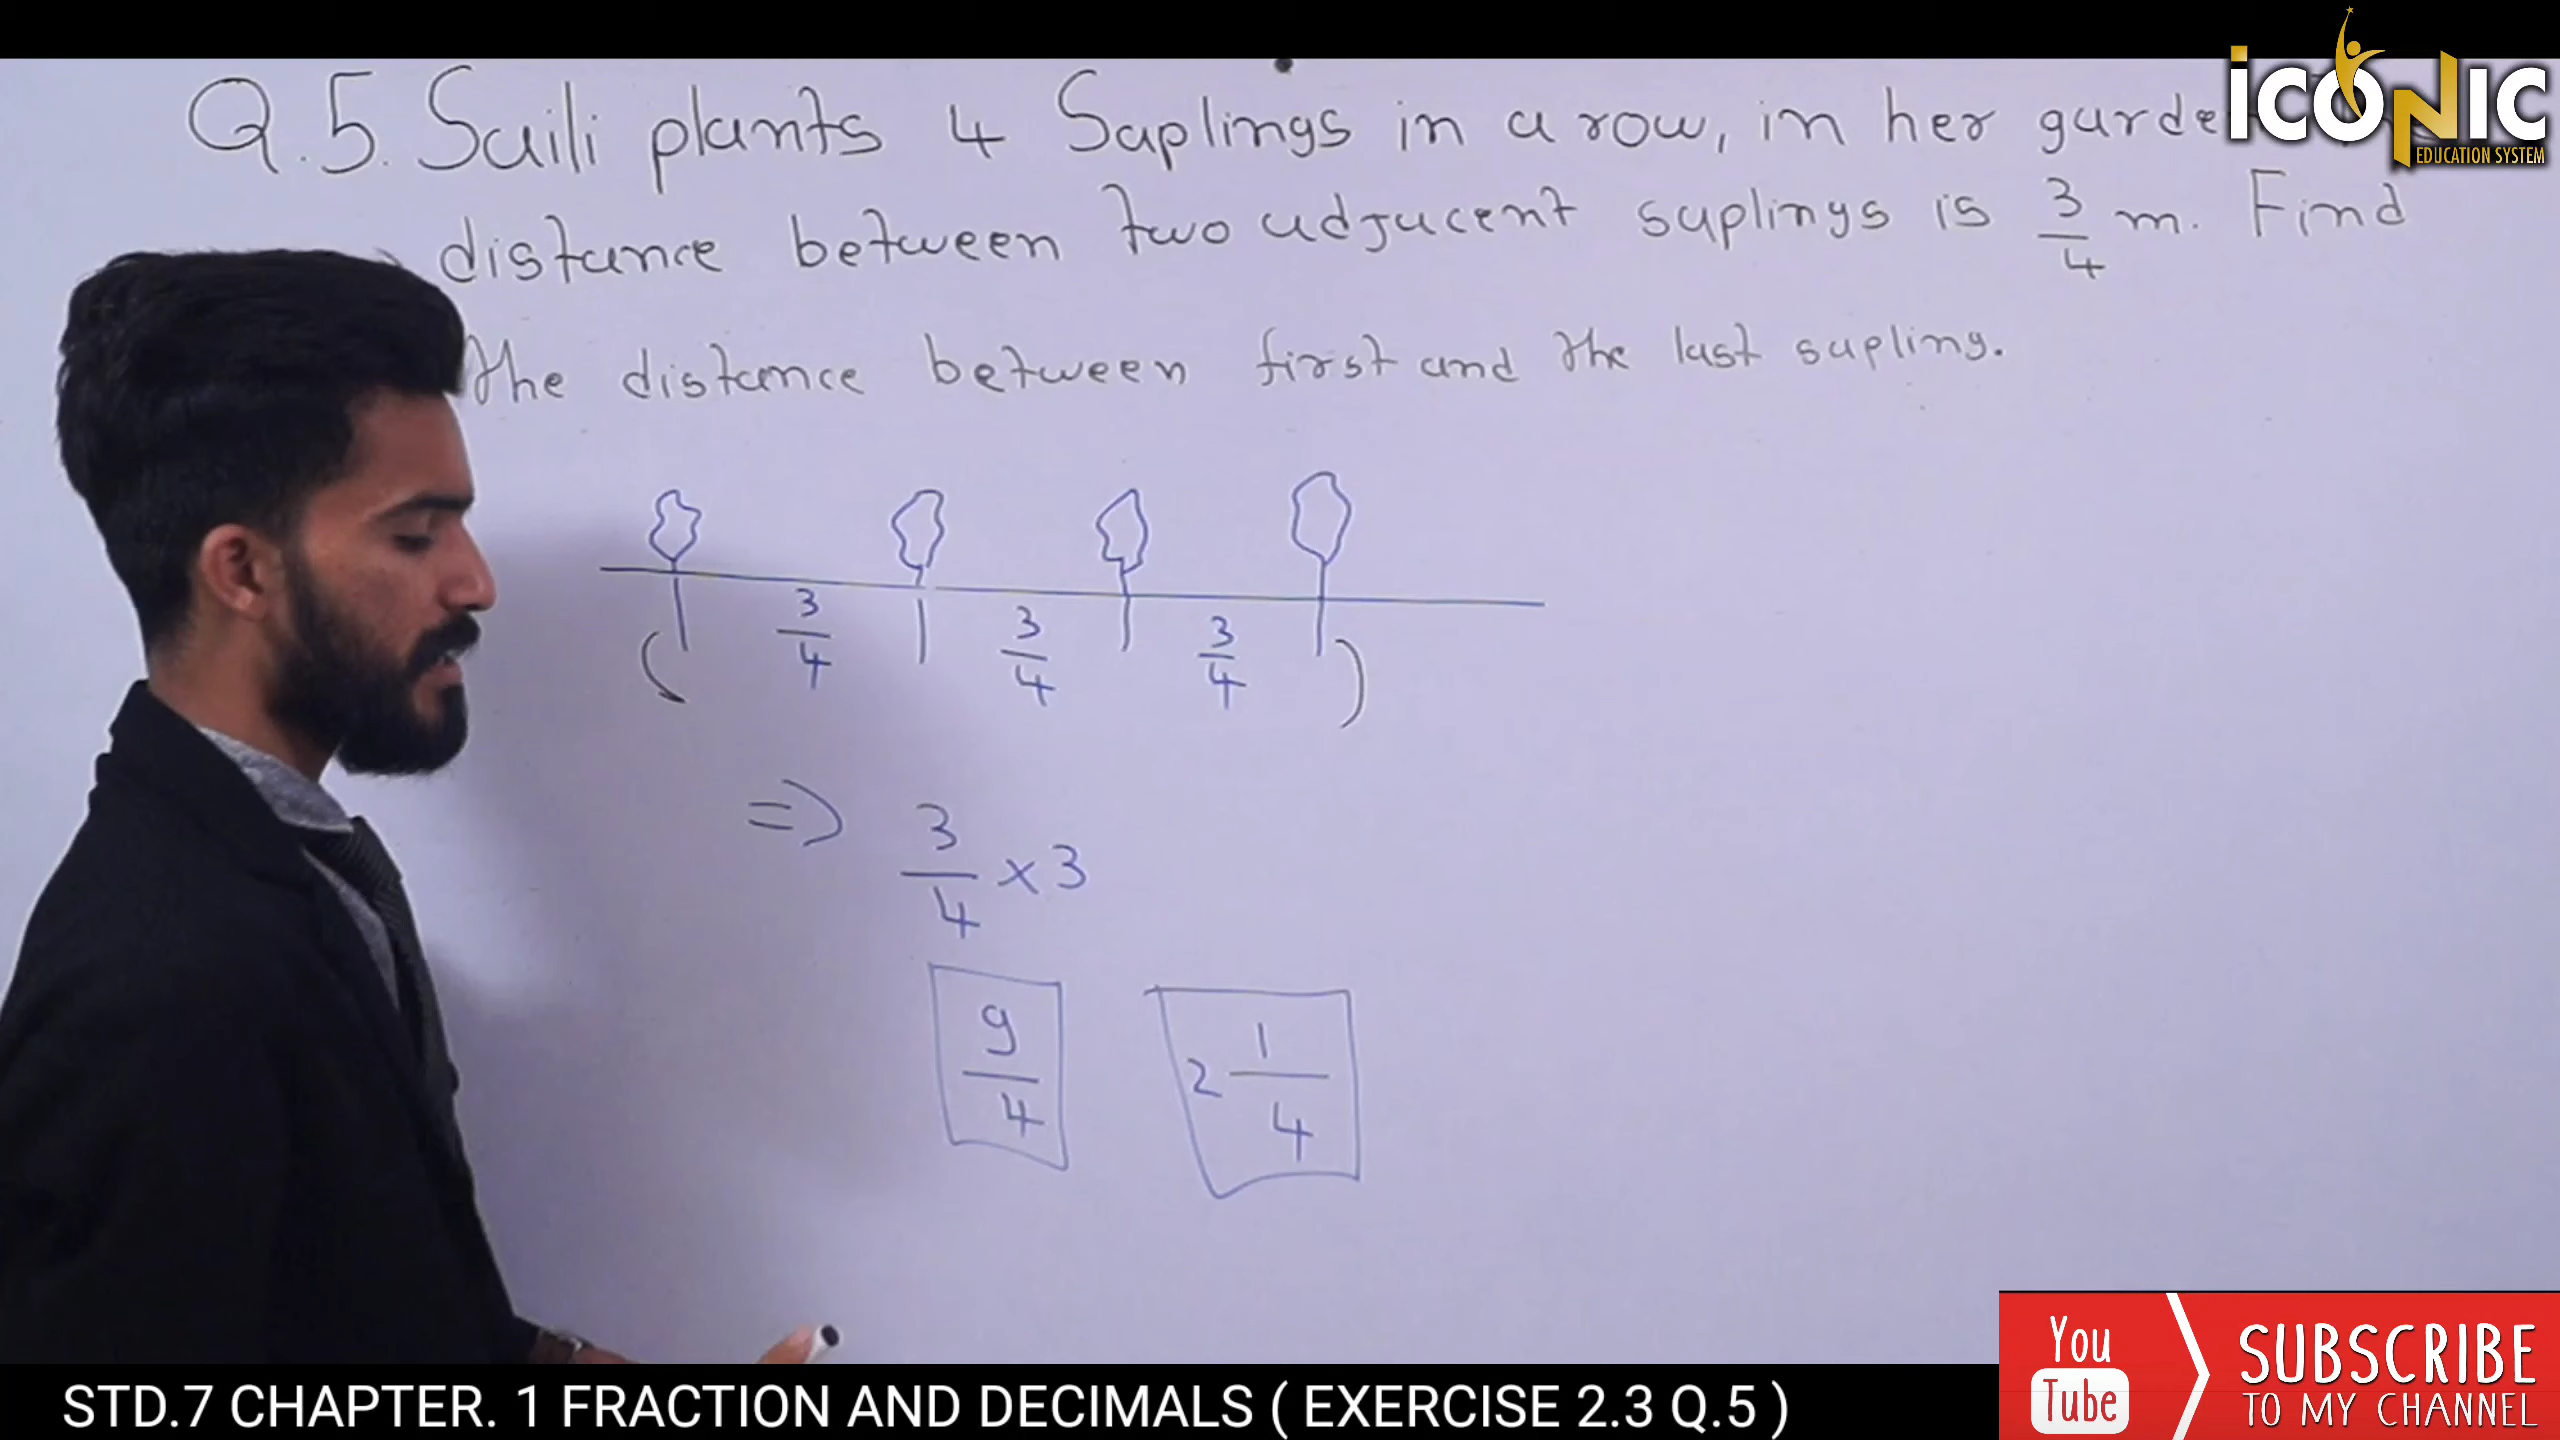 iCONIC
EDUCATION SYSTEM
Q.5. Saili plants 4 Saplings in a row, in her garde
distance between two adjacent saplings is 3/4 m. Find
the distance between first and the last sapling.
3/4 3/4 3/4
=> 3/4 x 3
9/4 2 1/4
STD.7 CHAPTER. 1 FRACTION AND DECIMALS ( EXERCISE 2.3 Q.5 )
You
Tube
SUBSCRIBE
TO MY CHANNEL